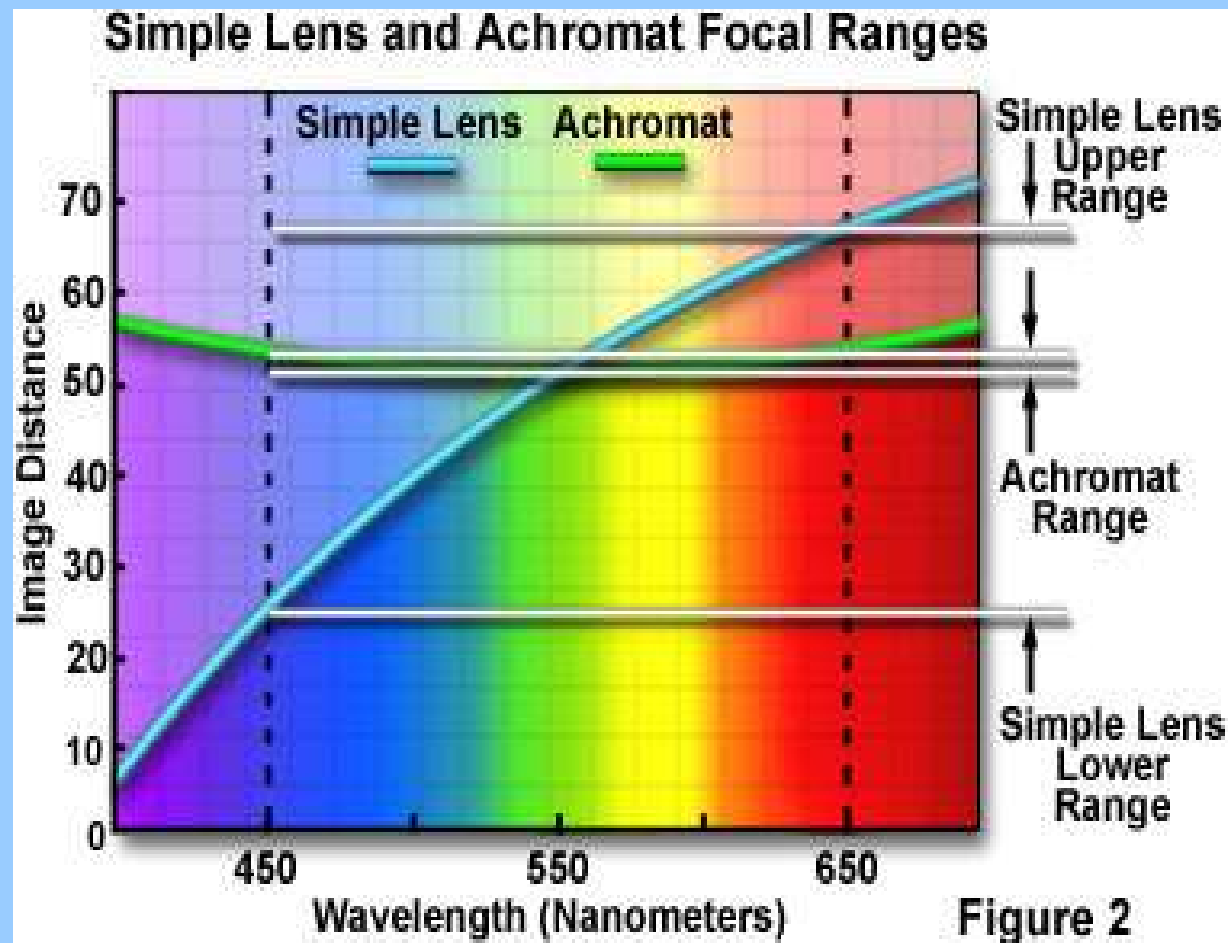 Simple Lens and Achromat Focal Ranges
Simple Lens
Achromat
Simple Lens
Upper
Range
Achromat
Range
Simple Lens
Lower
Range
Image Distance
70
60
50
40
30
20
10
0
450
550
650
Wavelength (Nanometers)
Figure 2